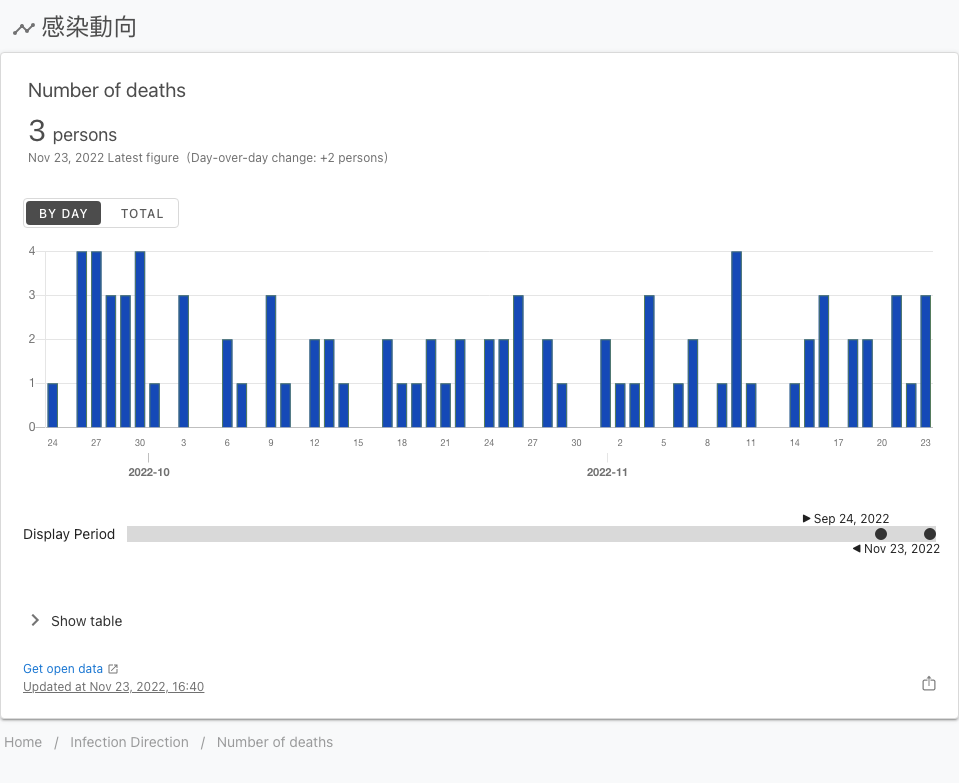 感染動向
Number of deaths
3 persons
Nov 23, 2022 Latest figure (Day-over-day change: +2 persons)
BY DAY TOTAL
4
3
2
1
0
24 27 30 3 6 9 12 15 18 21 24 27 30 2 5 8 11 14 17 20 23
2022-10 2022-11
Sep 24, 2022
Display Period
Nov 23, 2022
Show table
Get open data
Updated at Nov 23, 2022, 16:40
Home / Infection Direction / Number of deaths